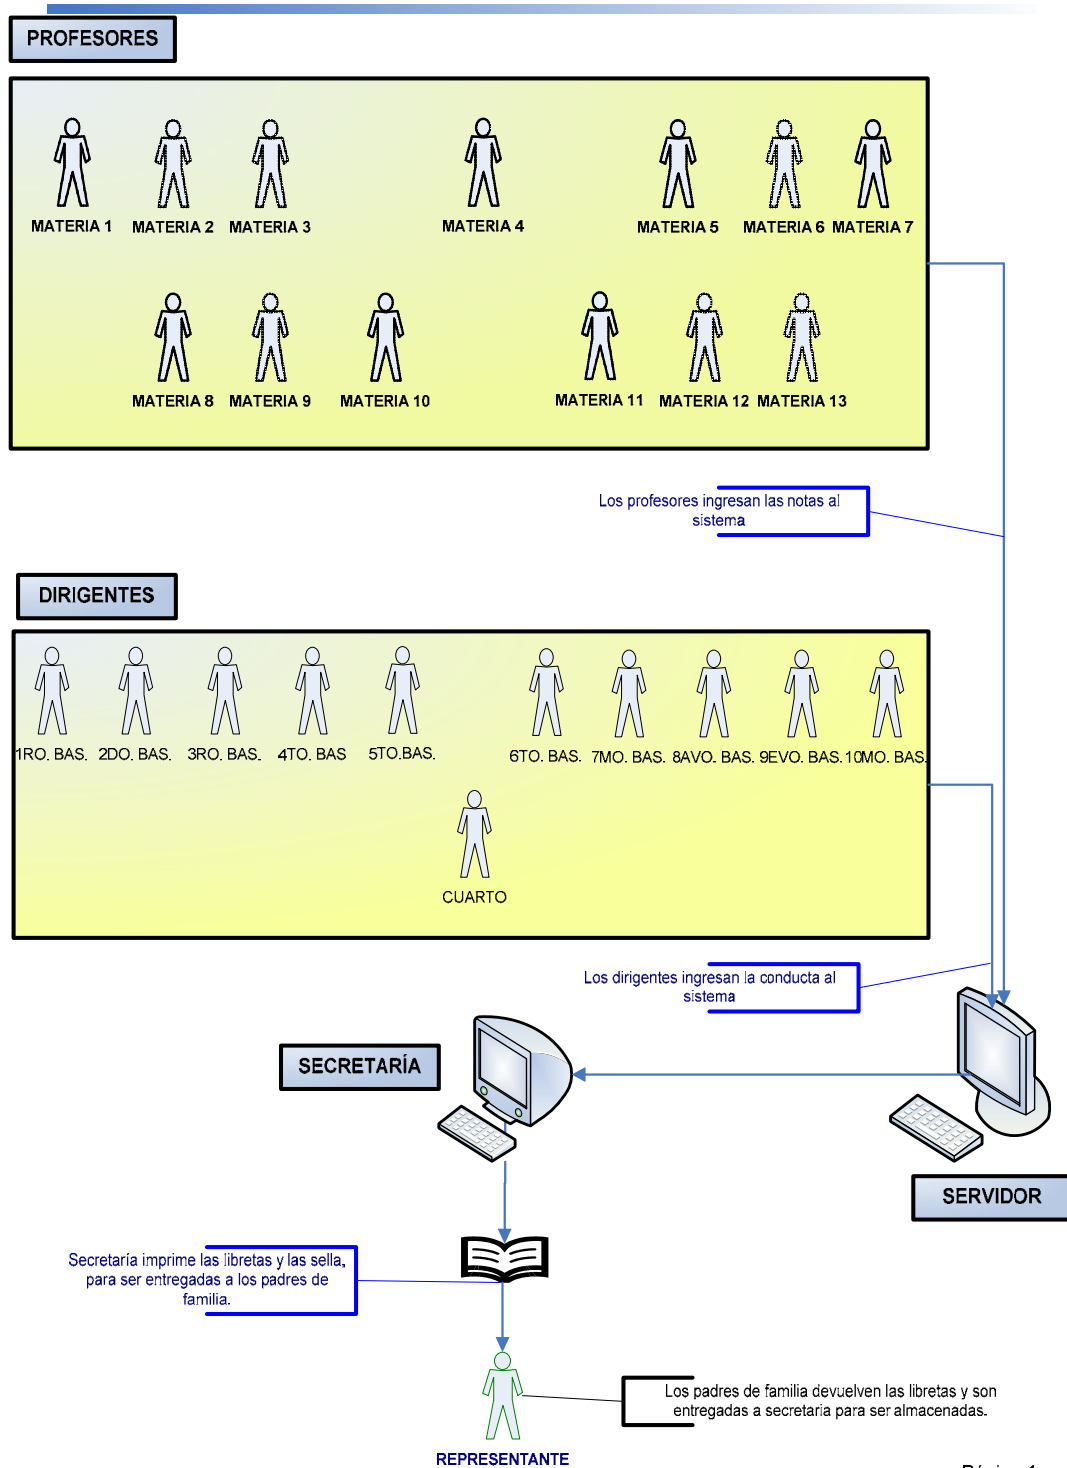 PROFESORES
MATERIA 1
MATERIA 2
MATERIA 3
MATERIA 4
MATERIA 5
MATERIA 6
MATERIA 7
MATERIA 8
MATERIA 9
MATERIA 10
MATERIA 11
MATERIA 12
MATERIA 13
Los profesores ingresan las notas al
sistema
DIRIGENTES
1RO. BAS.
2DO. BAS.
3RO. BAS.
4TO. BAS
5TO.BAS.
6TO. BAS.
7MO. BAS.
8AVO. BAS.
9EVO. BAS.
10MO. BAS.
CUARTO
Los dirigentes ingresan la conducta al
sistema
SECRETARÍA
SERVIDOR
Secretaría imprime las libretas y las sella,
para ser entregadas a los padres de
familia.
Los padres de familia devuelven las libretas y son
entregadas a secretaria para ser almacenadas.
REPRESENTANTE
Página 1